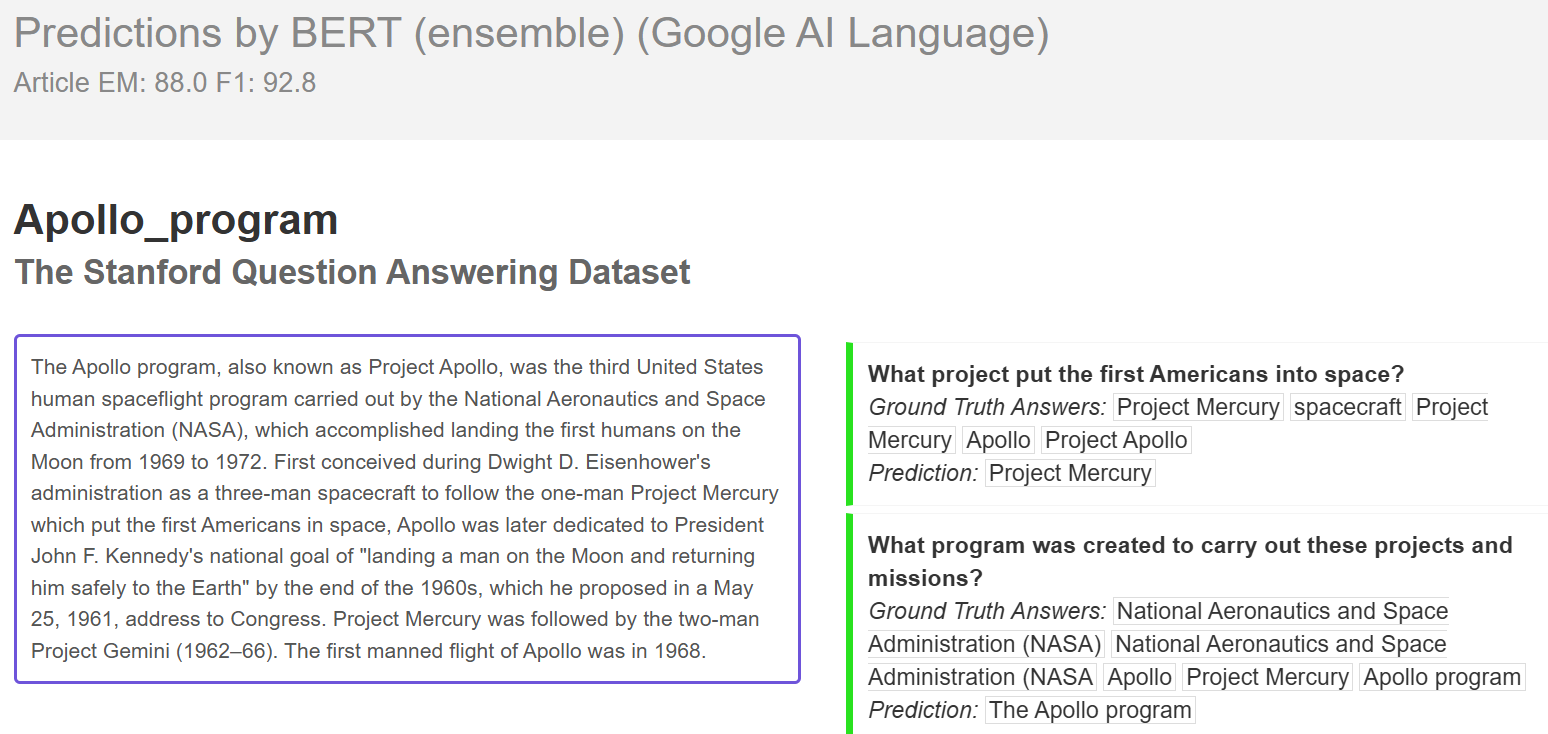 Predictions by BERT (ensemble) (Google AI Language)
Article EM: 88.0 F1: 92.8
Apollo_program
The Stanford Question Answering Dataset
The Apollo program, also known as Project Apollo, was the third United States
human spaceflight program carried out by the National Aeronautics and Space
Administration (NASA), which accomplished landing the first humans on the
Moon from 1969 to 1972. First conceived during Dwight D. Eisenhower's
administration as a three-man spacecraft to follow the one-man Project Mercury
which put the first Americans in space, Apollo was later dedicated to President
John F. Kennedy's national goal of "landing a man on the Moon and returning
him safely to the Earth" by the end of the 1960s, which he proposed in a May
25, 1961, address to Congress. Project Mercury was followed by the two-man
Project Gemini (1962–66). The first manned flight of Apollo was in 1968.
What project put the first Americans into space?
Ground Truth Answers: Project Mercury spacecraft Project
Mercury Apollo Project Apollo
Prediction: Project Mercury
What program was created to carry out these projects and
missions?
Ground Truth Answers: National Aeronautics and Space
Administration (NASA) National Aeronautics and Space
Administration (NASA Apollo Project Mercury Apollo program
Prediction: The Apollo program